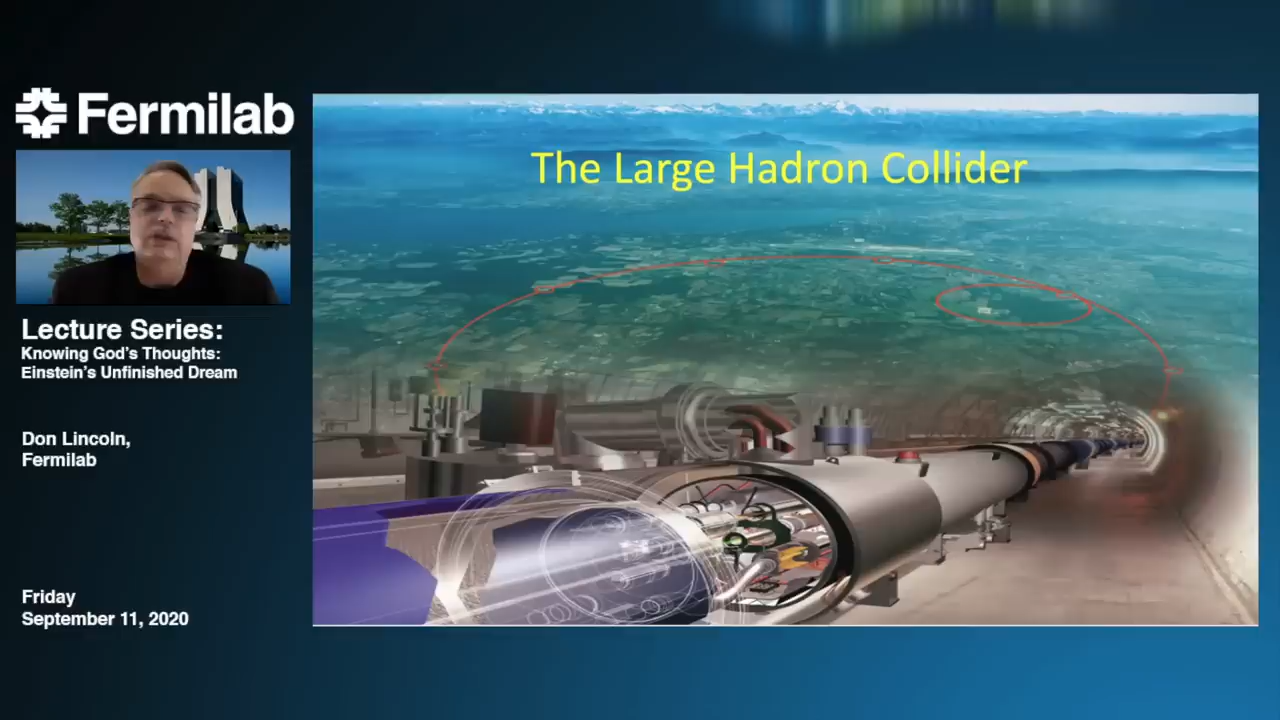 Fermilab
Lecture Series:
Knowing God's Thoughts:
Einstein's Unfinished Dream
Don Lincoln,
Fermilab
Friday
September 11, 2020
The Large Hadron Collider